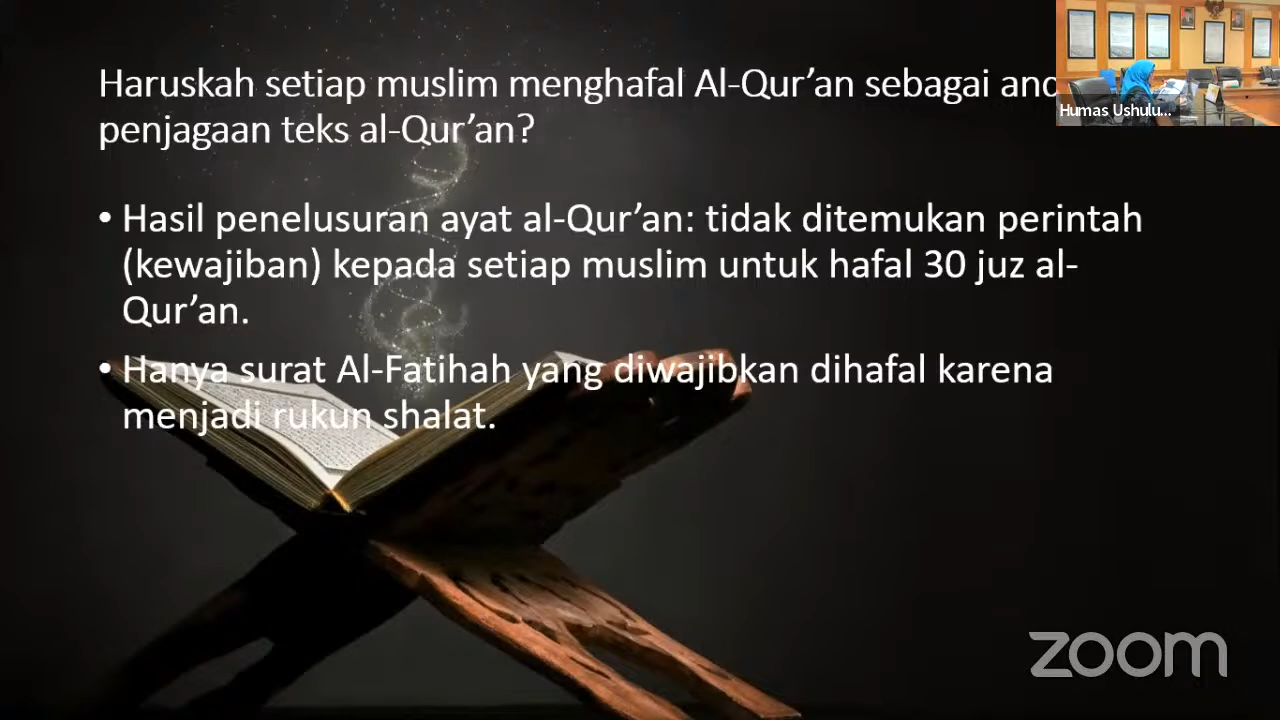 Haruskah setiap muslim menghafal Al-Qur’an sebagai
penjagaan teks al-Qur’an?
• Hasil penelusuran ayat al-Qur’an: tidak ditemukan perintah
(kewajiban) kepada setiap muslim untuk hafal 30 juz al-
Qur’an.
• Hanya surat Al-Fatihah yang diwajibkan dihafal karena
menjadi rukun shalat.
Humas Ushulu...
zoom